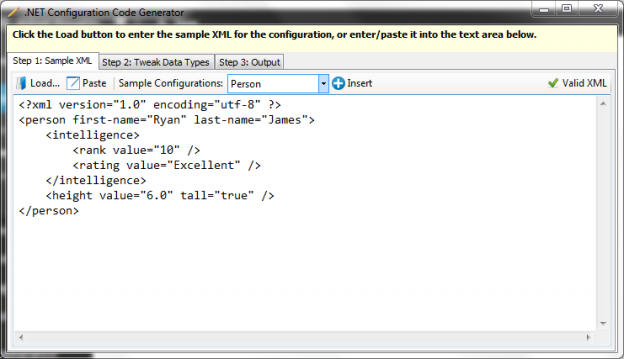 .NET Configuration Code Generator
Click the Load button to enter the sample XML for the configuration, or enter/paste it into the text area below.
Step 1: Sample XML Step 2: Tweak Data Types Step 3: Output
Load... Paste Sample Configurations: Person Insert Valid XML
<?xml version="1.0" encoding="utf-8" ?>
<person first-name="Ryan" last-name="James">
    <intelligence>
        <rank value="10" />
        <rating value="Excellent" />
    </intelligence>
    <height value="6.0" tall="true" />
</person>